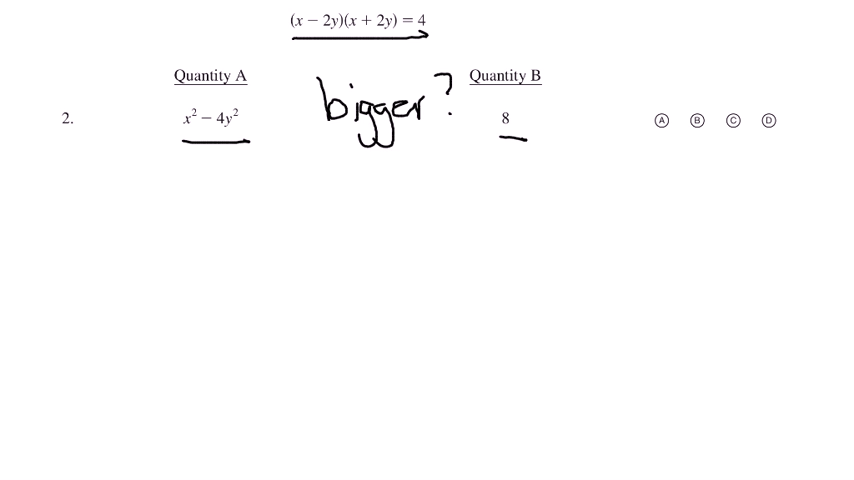 (x − 2y)(x + 2y) = 4
Quantity A
Quantity B
bigger?
2.
x² − 4y²
8
Ⓐ Ⓑ Ⓒ Ⓓ